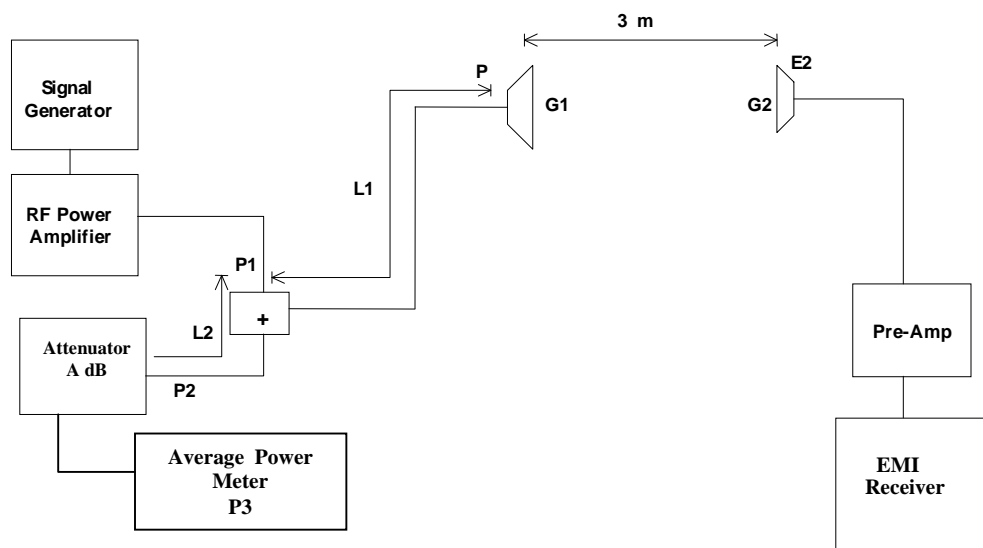 3 m
Signal
Generator
P
G1
G2
E2
L1
RF Power
Amplifier
P1
+
L2
Attenuator
A dB
P2
Pre-Amp
Average Power
Meter
P3
EMI
Receiver